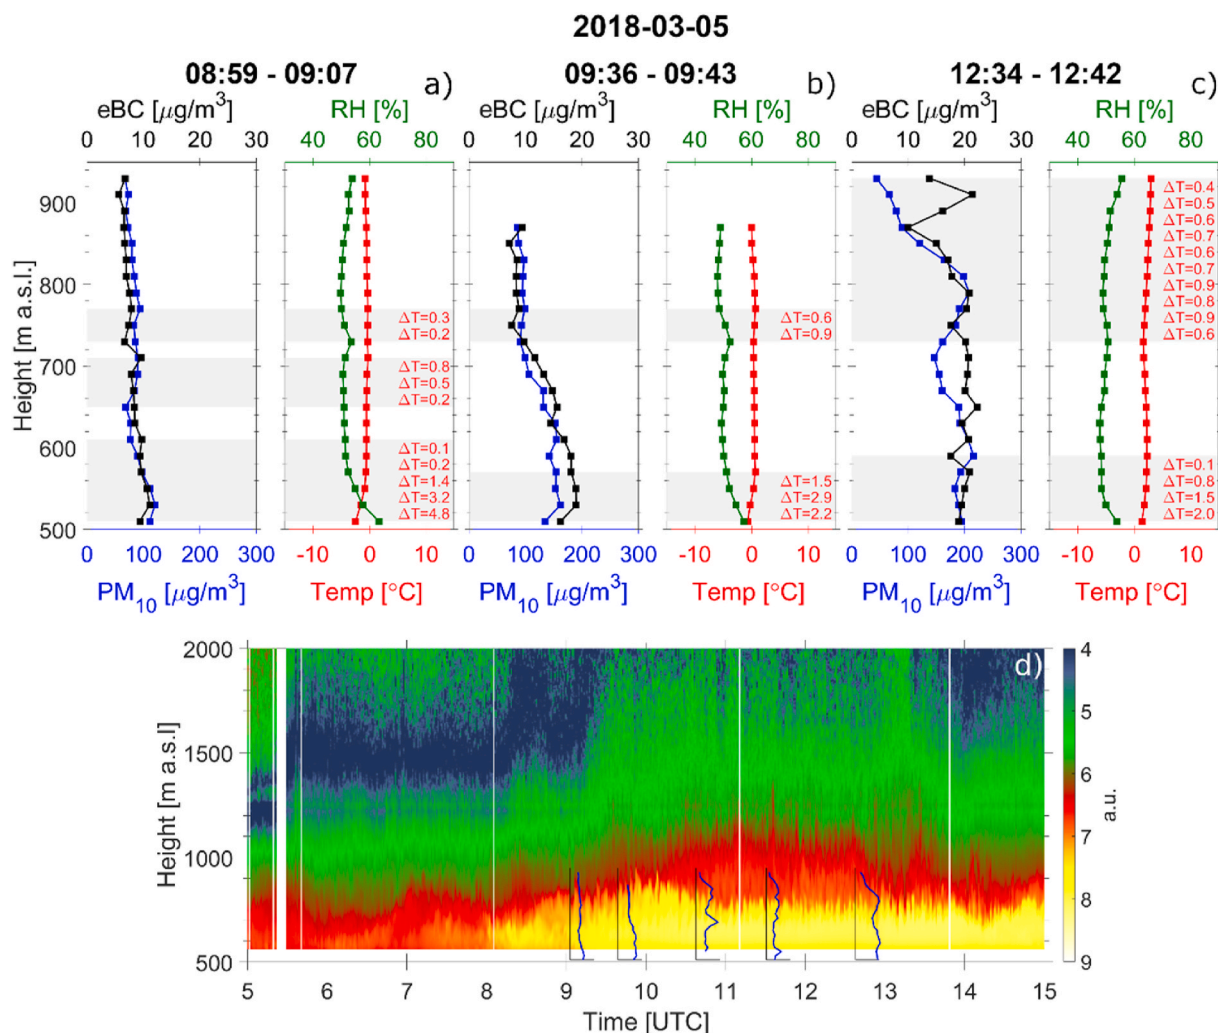 2018-03-05
08:59 - 09:07 a)
09:36 - 09:43 b)
12:34 - 12:42 c)
eBC [μg/m3] RH [%] eBC [μg/m3] RH [%] eBC [μg/m3] RH [%]
0 10 20 30 40 60 80 0 10 20 30 40 60 80 0 10 20 30 40 60 80
Height [m a.s.l.]
900
800
700
600
500
ΔT=0.3
ΔT=0.2
ΔT=0.8
ΔT=0.5
ΔT=0.2
ΔT=0.1
ΔT=0.2
ΔT=1.4
ΔT=3.2
ΔT=4.8
ΔT=0.6
ΔT=0.9
ΔT=1.5
ΔT=2.9
ΔT=2.2
ΔT=0.4
ΔT=0.5
ΔT=0.6
ΔT=0.7
ΔT=0.6
ΔT=0.7
ΔT=0.9
ΔT=0.8
ΔT=0.9
ΔT=0.6
ΔT=0.1
ΔT=0.8
ΔT=1.5
ΔT=2.0
0 100 200 300 -10 0 10 0 100 200 300 -10 0 10 0 100 200 300 -10 0 10
PM10 [μg/m3] Temp [°C] PM10 [μg/m3] Temp [°C] PM10 [μg/m3] Temp [°C]
d)
Height [m a.s.l]
2000
1500
1000
500
4
5
6
7
8
9
a.u.
5 6 7 8 9 10 11 12 13 14 15
Time [UTC]